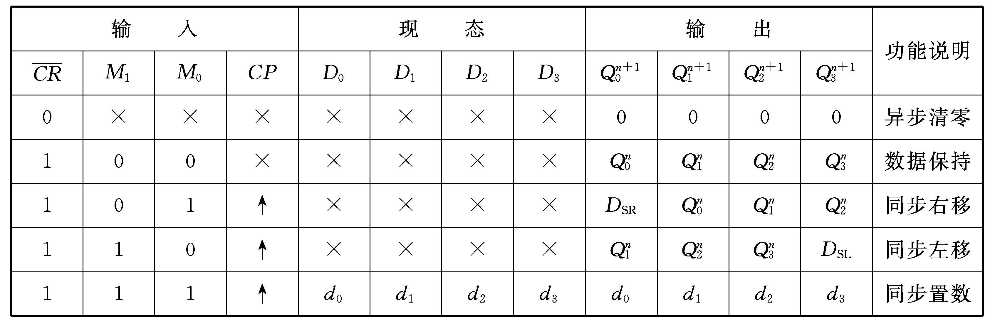 输 入 现 态 输 出 功能说明
$\overline{CR}$ $M_1$ $M_0$ $CP$ $D_0$ $D_1$ $D_2$ $D_3$ $Q_0^{n+1}$ $Q_1^{n+1}$ $Q_2^{n+1}$ $Q_3^{n+1}$
0 × × × × × × × 0 0 0 0 异步清零
1 0 0 × × × × × $Q_0^n$ $Q_1^n$ $Q_2^n$ $Q_3^n$ 数据保持
1 0 1 ↑ × × × × $D_{SR}$ $Q_0^n$ $Q_1^n$ $Q_2^n$ 同步右移
1 1 0 ↑ × × × × $Q_1^n$ $Q_2^n$ $Q_3^n$ $D_{SL}$ 同步左移
1 1 1 ↑ $d_0$ $d_1$ $d_2$ $d_3$ $d_0$ $d_1$ $d_2$ $d_3$ 同步置数